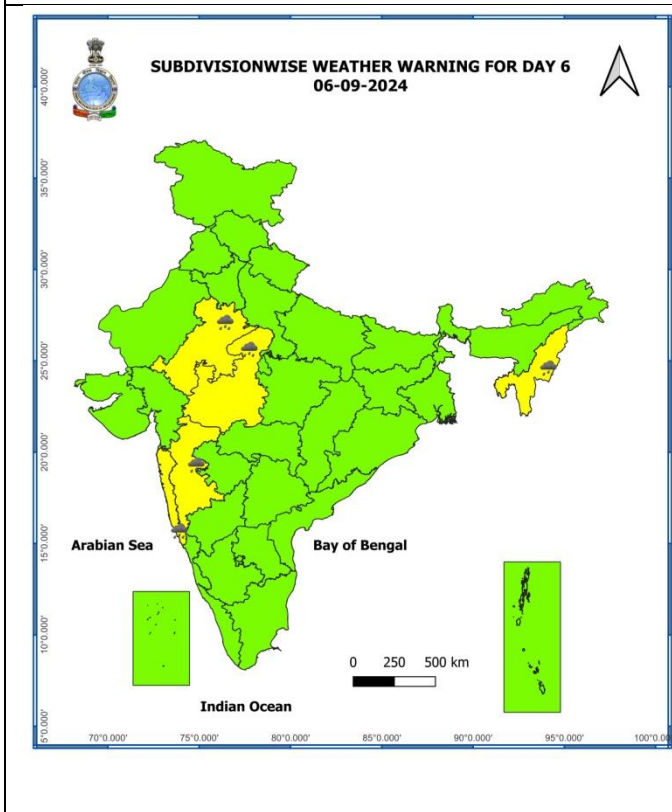 SUBDIVISIONWISE WEATHER WARNING FOR DAY 6
06-09-2024
40°0.000'
35°0.000'
30°0.000'
25°0.000'
20°0.000'
15°0.000'
10°0.000'
5°0.000'
Arabian Sea
Bay of Bengal
0 250 500 km
Indian Ocean
70°0.000' 75°0.000' 80°0.000' 85°0.000' 90°0.000' 95°0.000' 100°0.00